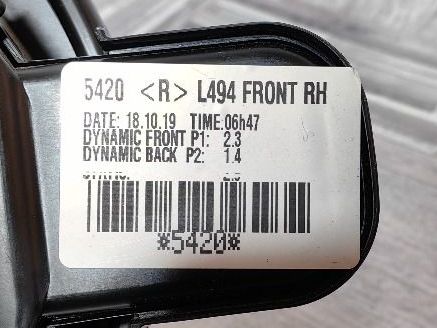 5420 <R> L494 FRONT RH
DATE: 18.10.19 TIME:06h47
DYNAMIC FRONT P1: 2.3
DYNAMIC BACK P2: 1.4
*5420*